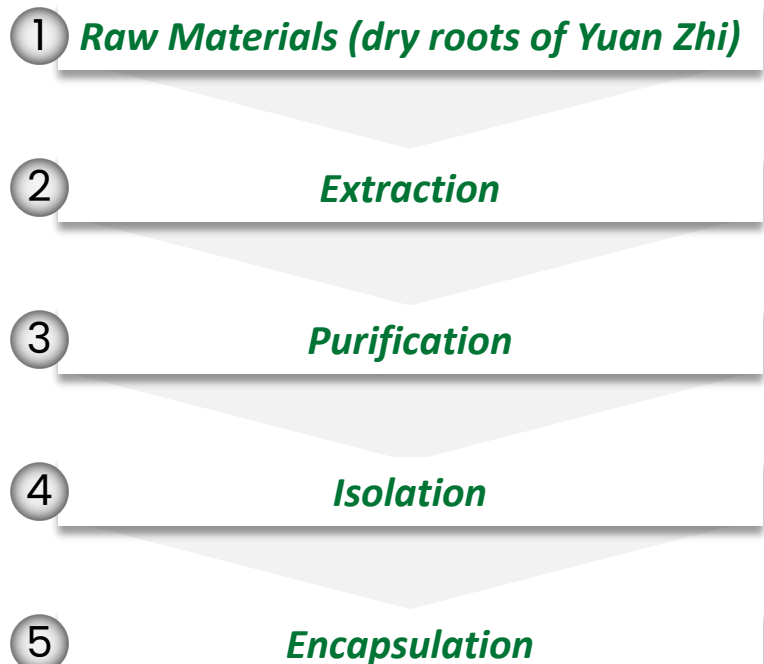 1 Raw Materials (dry roots of Yuan Zhi)
2 Extraction
3 Purification
4 Isolation
5 Encapsulation